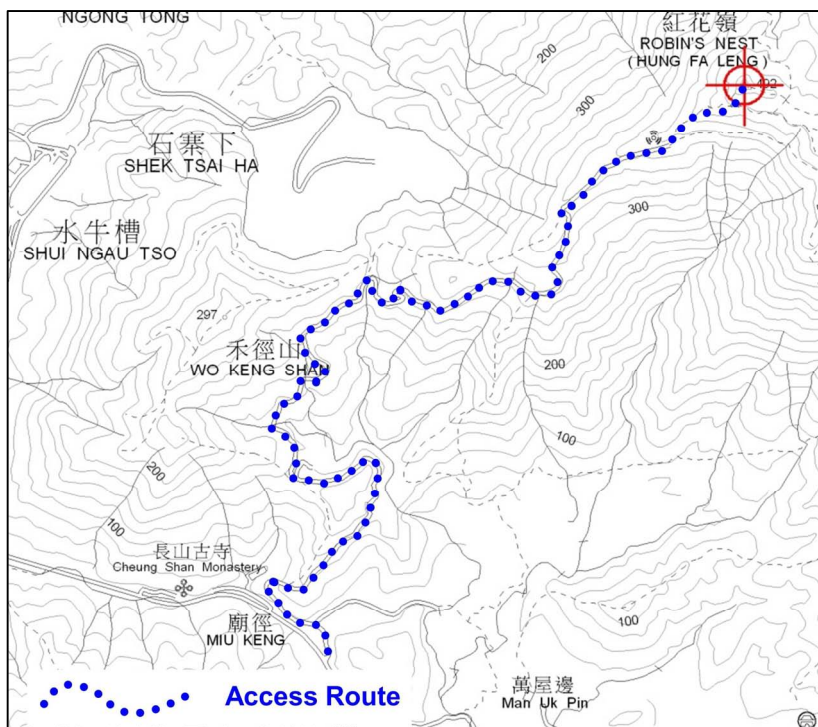 NGONG TONG
紅花嶺
ROBIN'S NEST
(HUNG FA LENG)
200
492
300
石寨下
SHEK TSAI HA
300
水牛槽
SHUI NGAU TSO
297
禾徑山
WO KENG SHAN
200
100
200
100
長山古寺
Cheung Shan Monastery
廟徑
MIU KENG
100
萬屋邊
Man Uk Pin
Access Route